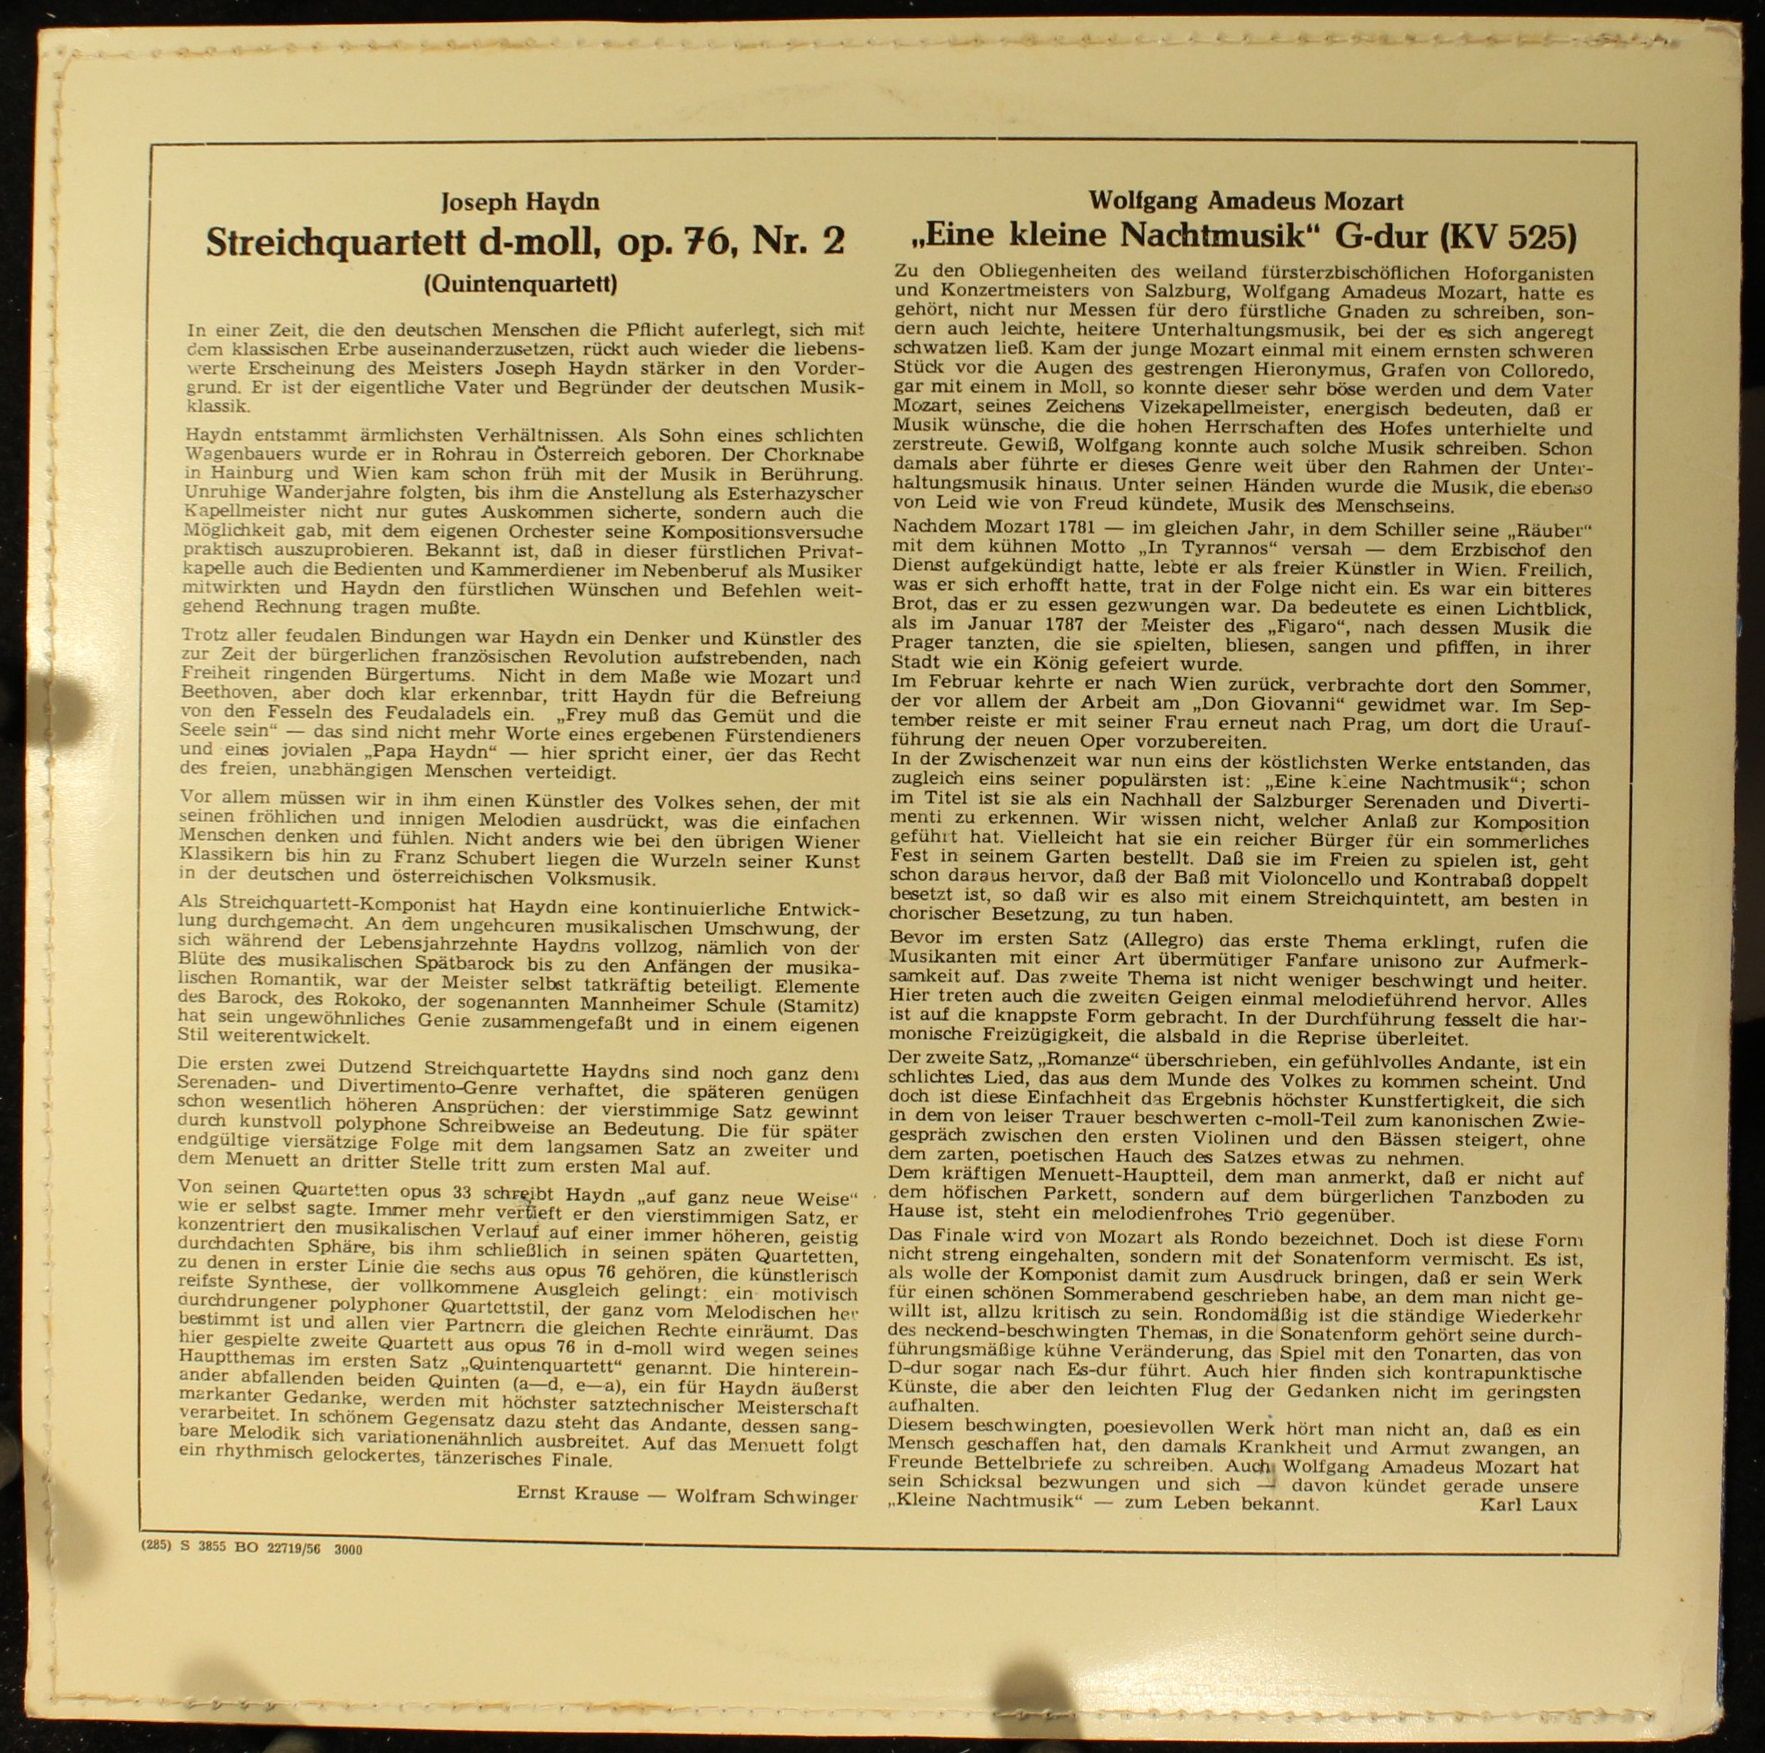 Joseph Haydn
Streichquartett d-moll, op. 76, Nr. 2
(Quintenquartett)
In einer Zeit, die den deutschen Menschen die Pflicht auferlegt, sich mit
dem klassischen Erbe auseinanderzusetzen, rückt auch wieder die liebens-
werte Erscheinung des Meisters Joseph Haydn stärker in den Vorder-
grund. Er ist der eigentliche Vater und Begründer der deutschen Musik-
klassik.
Haydn entstammt ärmlichsten Verhältnissen. Als Sohn eines schlichten
Wagenbauers wurde er in Rohrau in Österreich geboren. Der Chorknabe
in Hainburg und Wien kam schon früh mit der Musik in Berührung.
Unruhige Wanderjahre folgten, bis ihm die Anstellung als Esterhazyscher
Kapellmeister nicht nur gutes Auskommen sicherte, sondern auch die
Möglichkeit gab, mit dem eigenen Orchester seine Kompositionsversuche
praktisch auszuprobieren. Bekannt ist, daß in dieser fürstlichen Privat-
kapelle auch die Bedienten und Kammerdiener im Nebenberuf als Musiker
mitwirkten und Haydn den fürstlichen Wünschen und Befehlen weit-
gehend Rechnung tragen mußte.
Trotz aller feudalen Bindungen war Haydn ein Denker und Künstler des
zur Zeit der bürgerlichen französischen Revolution aufstrebenden, nach
Freiheit ringenden Bürgertums. Nicht in dem Maße wie Mozart und
Beethoven, aber doch klar erkennbar, tritt Haydn für die Befreiung
von den Fesseln des Feudaladels ein. „Frey muß das Gemüt und die
Seele sein“ — das sind nicht mehr Worte eines ergebenen Fürstendieners
und eines jovialen „Papa Haydn“ — hier spricht einer, der das Recht
des freien, unabhängigen Menschen verteidigt.
Vor allem müssen wir in ihm einen Künstler des Volkes sehen, der mit
seinen fröhlichen und innigen Melodien ausdrückt, was die einfachen
Menschen denken und fühlen. Nicht anders wie bei den übrigen Wiener
Klassikern bis hin zu Franz Schubert liegen die Wurzeln seiner Kunst
in der deutschen und österreichischen Volksmusik.
Als Streichquartett-Komponist hat Haydn eine kontinuierliche Entwick-
lung durchgemacht. An dem ungeheuren musikalischen Umschwung, der
sich während der Lebensjahrzehnte Haydns vollzog, nämlich von der
Blüte des musikalischen Spätbarock bis zu den Anfängen der musika-
lischen Romantik, war der Meister selbst tatkräftig beteiligt. Elemente
des Barock, des Rokoko, der sogenannten Mannheimer Schule (Stamitz)
hat sein ungewöhnliches Genie zusammengefaßt und in einem eigenen
Stil weiterentwickelt.
Die ersten zwei Dutzend Streichquartette Haydns sind noch ganz dem
Serenaden- und Divertimento-Genre verhaftet, die späteren genügen
schon wesentlich höheren Ansprüchen: der vierstimmige Satz gewinnt
durch kunstvoll polyphone Schreibweise an Bedeutung. Die für später
endgültige viersätzige Folge mit dem langsamen Satz an zweiter und
dem Menuett an dritter Stelle tritt zum ersten Mal auf.
Von seinen Quartetten opus 33 schreibt Haydn „auf ganz neue Weise“
wie er selbst sagte. Immer mehr vertieft er den vierstimmigen Satz, er
konzentriert den musikalischen Verlauf auf einer immer höheren, geistig
durchdachten Sphäre, bis ihm schließlich in seinen späten Quartetten,
zu denen in erster Linie die sechs aus opus 76 gehören, die künstlerisch
reifste Synthese, der vollkommene Ausgleich gelingt: ein motivisch
durchdrungener polyphoner Quartettstil, der ganz vom Melodischen her
bestimmt ist und allen vier Partnern die gleichen Rechte einräumt. Das
hier gespielte zweite Quartett aus opus 76 in d-moll wird wegen seines
Hauptthemas im ersten Satz „Quintenquartett“ genannt. Die hinterein-
ander abfallenden beiden Quinten (a—d, e—a), ein für Haydn äußerst
markanter Gedanke, werden mit höchster satztechnischer Meisterschaft
verarbeitet. In schönem Gegensatz dazu steht das Andante, dessen sang-
bare Melodik sich variationenähnlich ausbreitet. Auf das Menuett folgt
ein rhythmisch gelockertes, tänzerisches Finale.
Ernst Krause — Wolfram Schwinger
Wolfgang Amadeus Mozart
„Eine kleine Nachtmusik“ G-dur (KV 525)
Zu den Obliegenheiten des weiland fürsterzbischöflichen Hoforganisten
und Konzertmeisters von Salzburg, Wolfgang Amadeus Mozart, hatte es
gehört, nicht nur Messen für dero fürstliche Gnaden zu schreiben, son-
dern auch leichte, heitere Unterhaltungsmusik, bei der es sich angeregt
schwatzen ließ. Kam der junge Mozart einmal mit einem ernsten schweren
Stück vor die Augen des gestrengen Hieronymus, Grafen von Colloredo,
gar mit einem in Moll, so konnte dieser sehr böse werden und dem Vater
Mozart, seines Zeichens Vizekapellmeister, energisch bedeuten, daß er
Musik wünsche, die die hohen Herrschaften des Hofes unterhielte und
zerstreute. Gewiß, Wolfgang konnte auch solche Musik schreiben. Schon
damals aber führte er dieses Genre weit über den Rahmen der Unter-
haltungsmusik hinaus. Unter seinen Händen wurde die Musik, die ebenso
von Leid wie von Freud kündete, Musik des Menschseins.
Nachdem Mozart 1781 — im gleichen Jahr, in dem Schiller seine „Räuber“
mit dem kühnen Motto „In Tyrannos“ versah — dem Erzbischof den
Dienst aufgekündigt hatte, lebte er als freier Künstler in Wien. Freilich,
was er sich erhofft hatte, trat in der Folge nicht ein. Es war ein bitteres
Brot, das er zu essen gezwungen war. Da bedeutete es einen Lichtblick,
als im Januar 1787 der Meister des „Figaro“, nach dessen Musik die
Prager tanzten, die sie spielten, bliesen, sangen und pfiffen, in ihrer
Stadt wie ein König gefeiert wurde.
Im Februar kehrte er nach Wien zurück, verbrachte dort den Sommer,
der vor allem der Arbeit am „Don Giovanni“ gewidmet war. Im Sep-
tember reiste er mit seiner Frau erneut nach Prag, um dort die Urauf-
führung der neuen Oper vorzubereiten.
In der Zwischenzeit war nun eins der köstlichsten Werke entstanden, das
zugleich eins seiner populärsten ist: „Eine kleine Nachtmusik“; schon
im Titel ist sie als ein Nachhall der Salzburger Serenaden und Diverti-
menti zu erkennen. Wir wissen nicht, welcher Anlaß zur Komposition
geführt hat. Vielleicht hat sie ein reicher Bürger für ein sommerliches
Fest in seinem Garten bestellt. Daß sie im Freien zu spielen ist, geht
schon daraus hervor, daß der Baß mit Violoncello und Kontrabaß doppelt
besetzt ist, so daß wir es also mit einem Streichquintett, am besten in
chorischer Besetzung, zu tun haben.
Bevor im ersten Satz (Allegro) das erste Thema erklingt, rufen die
Musikanten mit einer Art übermütiger Fanfare unisono zur Aufmerk-
samkeit auf. Das zweite Thema ist nicht weniger beschwingt und heiter.
Hier treten auch die zweiten Geigen einmal melodieführend hervor. Alles
ist auf die knappste Form gebracht. In der Durchführung fesselt die har-
monische Freizügigkeit, die alsbald in die Reprise überleitet.
Der zweite Satz, „Romanze“ überschrieben, ein gefühlvolles Andante, ist ein
schlichtes Lied, das aus dem Munde des Volkes zu kommen scheint. Und
doch ist diese Einfachheit das Ergebnis höchster Kunstfertigkeit, die sich
in dem von leiser Trauer beschwerten c-moll-Teil zum kanonischen Zwie-
gespräch zwischen den ersten Violinen und den Bässen steigert, ohne
dem zarten, poetischen Hauch des Satzes etwas zu nehmen.
Dem kräftigen Menuett-Hauptteil, dem man anmerkt, daß er nicht auf
dem höfischen Parkett, sondern auf dem bürgerlichen Tanzboden zu
Hause ist, steht ein melodienfrohes Trio gegenüber.
Das Finale wird von Mozart als Rondo bezeichnet. Doch ist diese Form
nicht streng eingehalten, sondern mit der Sonatenform vermischt. Es ist,
als wolle der Komponist damit zum Ausdruck bringen, daß er sein Werk
für einen schönen Sommerabend geschrieben habe, an dem man nicht ge-
willt ist, allzu kritisch zu sein. Rondomäßig ist die ständige Wiederkehr
des neckend-beschwingten Themas, in die Sonatenform gehört seine durch-
führungsmäßige kühne Veränderung, das Spiel mit den Tonarten, das von
D-dur sogar nach Es-dur führt. Auch hier finden sich kontrapunktische
Künste, die aber den leichten Flug der Gedanken nicht im geringsten
aufhalten.
Diesem beschwingten, poesievollen Werk hört man nicht an, daß es ein
Mensch geschaffen hat, den damals Krankheit und Armut zwangen, an
Freunde Bettelbriefe zu schreiben. Auch Wolfgang Amadeus Mozart hat
sein Schicksal bezwungen und sich — davon kündet gerade unsere
„Kleine Nachtmusik“ — zum Leben bekannt. Karl Laux
(285) S 3855 BO 22719/56 3000